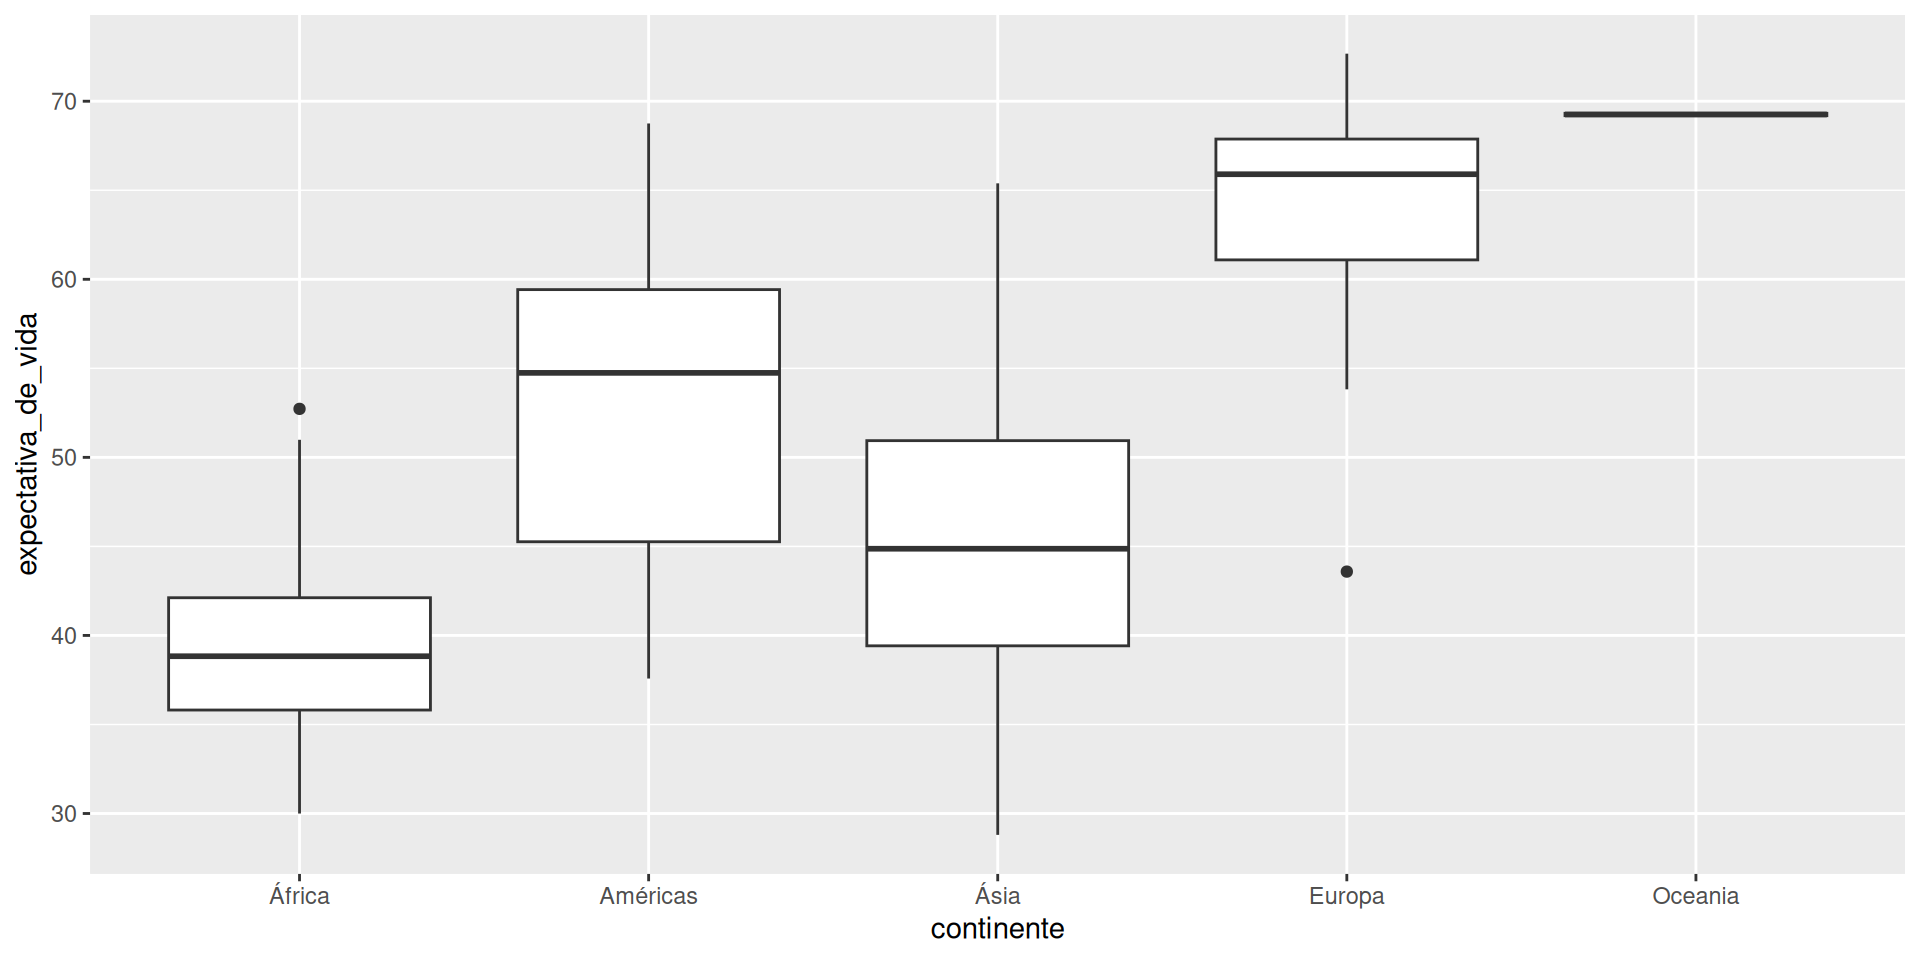 70
60
50
40
30
expectativa_de_vida
África
Américas
Ásia
Europa
Oceania
continente